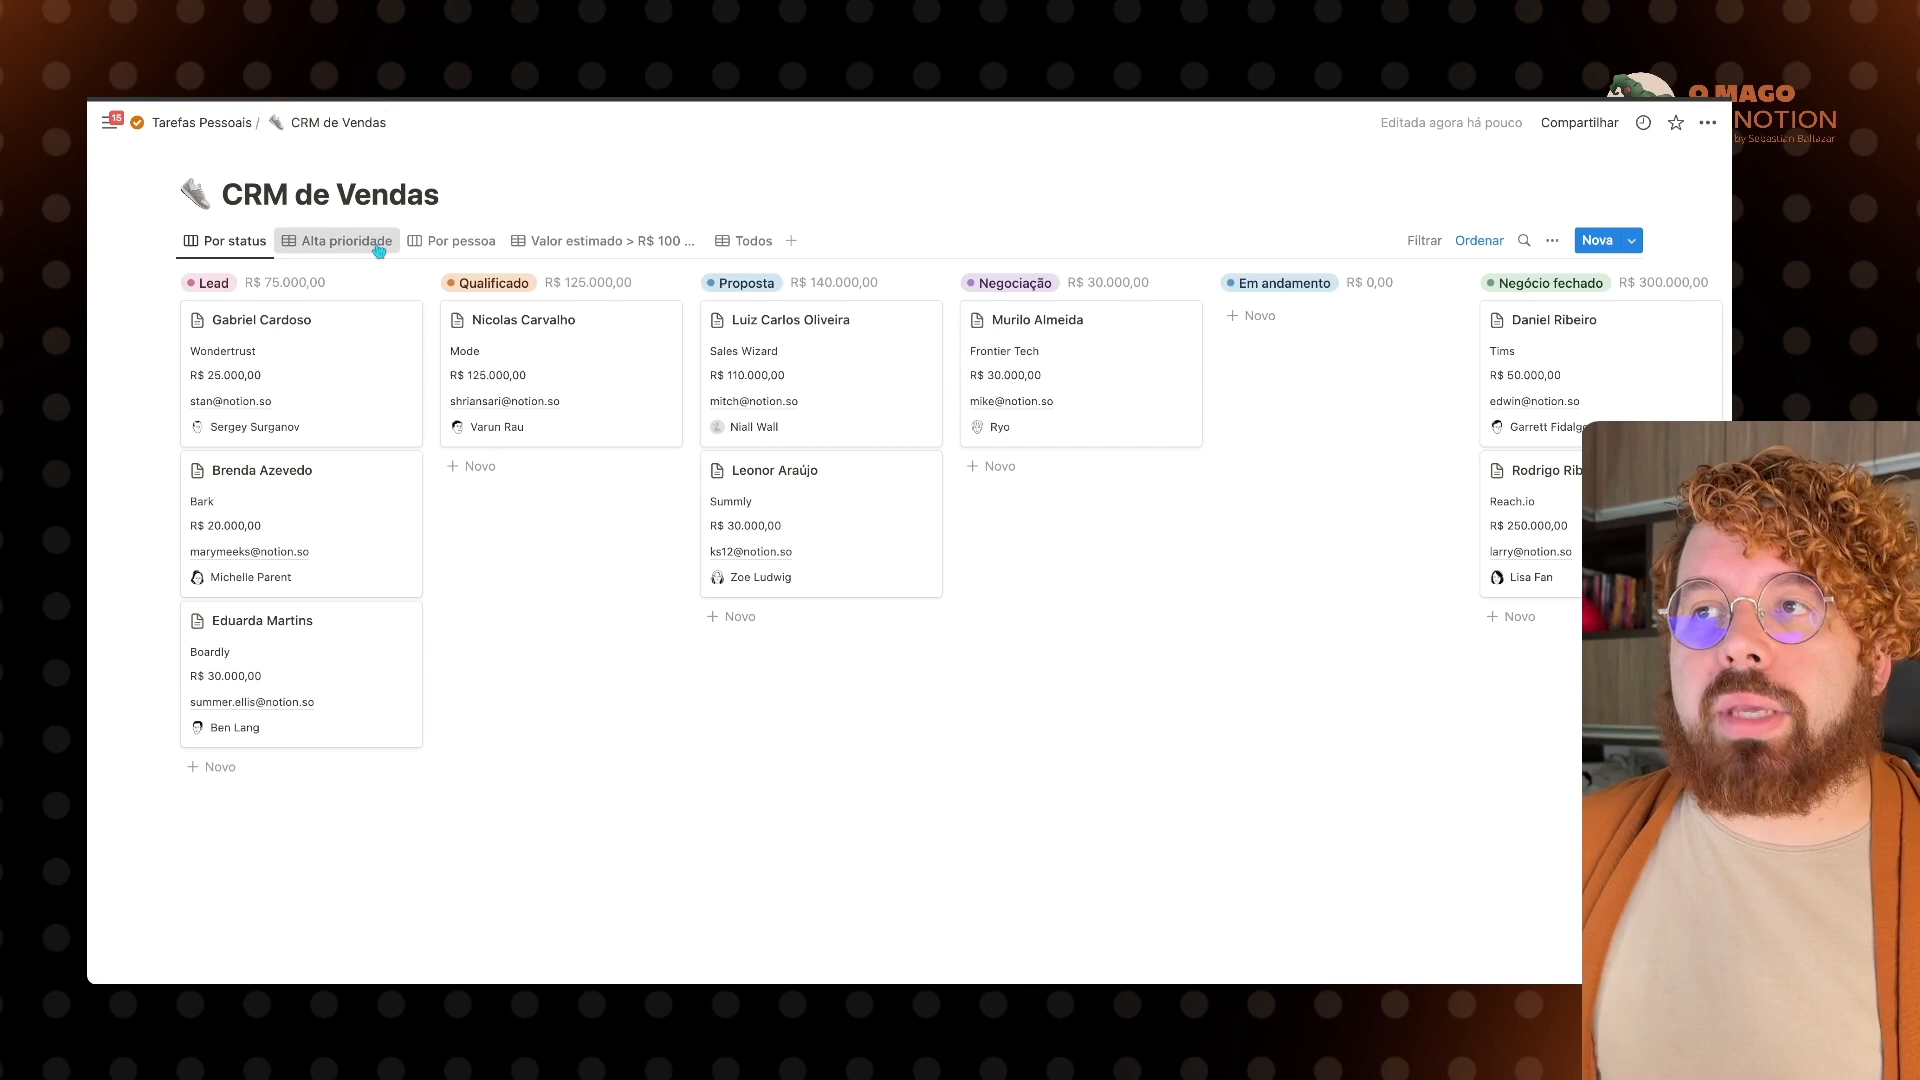 O MAGO
NOTION
by Sebastian Baltazar
15
Tarefas Pessoais / CRM de Vendas
Editada agora há pouco
Compartilhar
CRM de Vendas
Por status
Alta prioridade
Por pessoa
Valor estimado > R$ 100 ...
Todos
Filtrar
Ordenar
Nova
Lead R$ 75.000,00
Gabriel Cardoso
Wondertrust
R$ 25.000,00
stan@notion.so
Sergey Surganov
Brenda Azevedo
Bark
R$ 20.000,00
marymeeks@notion.so
Michelle Parent
Eduarda Martins
Boardly
R$ 30.000,00
summer.ellis@notion.so
Ben Lang
+ Novo
Qualificado R$ 125.000,00
Nicolas Carvalho
Mode
R$ 125.000,00
shriansari@notion.so
Varun Rau
+ Novo
Proposta R$ 140.000,00
Luiz Carlos Oliveira
Sales Wizard
R$ 110.000,00
mitch@notion.so
Niall Wall
Leonor Araújo
Summly
R$ 30.000,00
ks12@notion.so
Zoe Ludwig
+ Novo
Negociação R$ 30.000,00
Murilo Almeida
Frontier Tech
R$ 30.000,00
mike@notion.so
Ryo
+ Novo
Em andamento R$ 0,00
+ Novo
Negócio fechado R$ 300.000,00
Daniel Ribeiro
Tims
R$ 50.000,00
edwin@notion.so
Garrett
Rodrigo
Reach.io
R$ 250.000,00
larry@notion.so
Lisa Fan
+ Novo